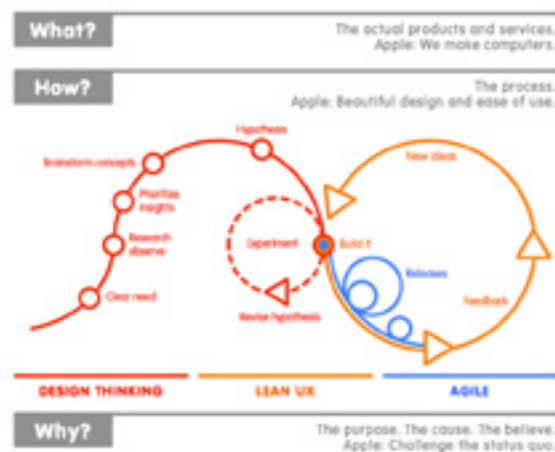 What?
The actual products and services.
Apple: We make computers.
How?
The process.
Apple: Beautiful design and ease of use.
Hypothesis
Brainstorm concepts
New ideas
Prioritize
insights
Research
observe
Experiment
Build it
Releases
Clear need
Feedback
Revise hypothesis
DESIGN THINKING
LEAN UX
AGILE
Why?
The purpose. The cause. The believe.
Apple: Challenge the status quo.